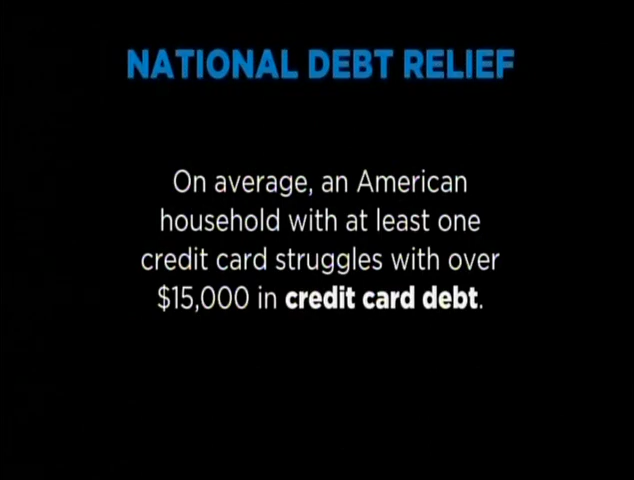 NATIONAL DEBT RELIEF
On average, an American
household with at least one
credit card struggles with over
$15,000 in credit card debt.